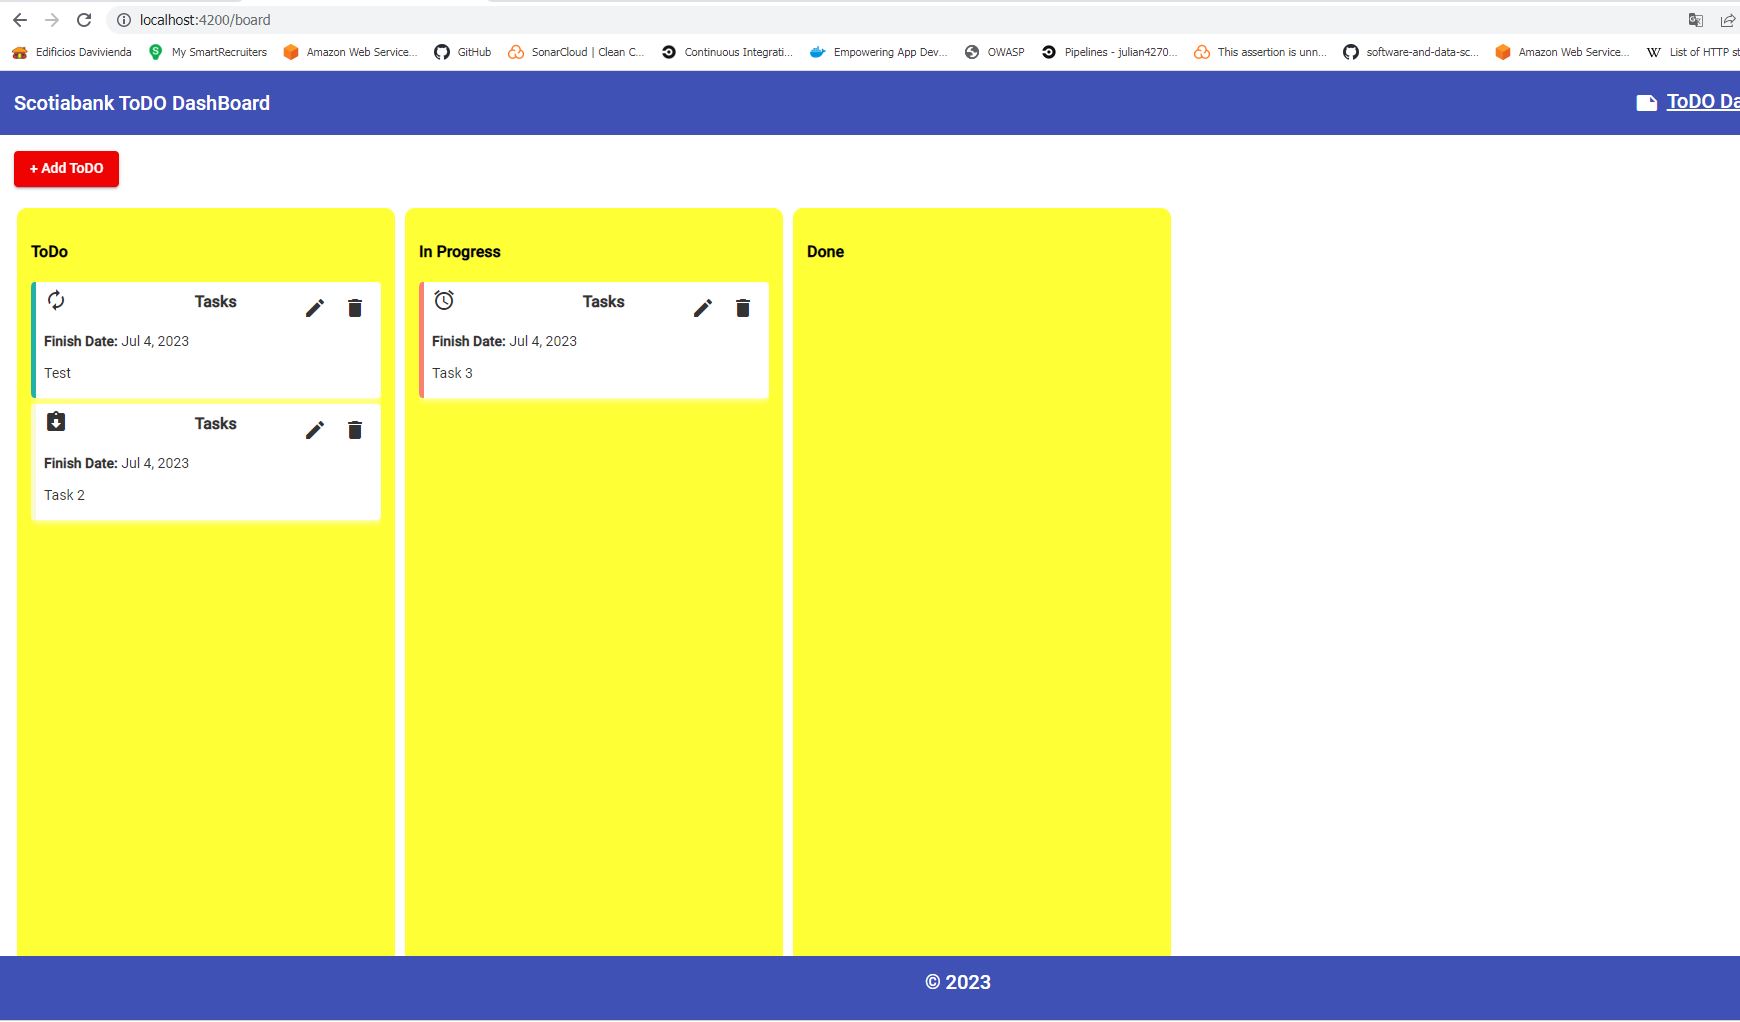 localhost:4200/board
Edificios Davivienda My SmartRecruiters Amazon Web Service... GitHub SonarCloud | Clean C... Continuous Integrati... Empowering App Dev... OWASP Pipelines - julian4270... This assertion is unn... software-and-data-sc... Amazon Web Service... List of HTTP st
Scotiabank ToDO DashBoard
ToDO Da
+ Add ToDO
ToDo
Tasks
Finish Date: Jul 4, 2023
Test
Tasks
Finish Date: Jul 4, 2023
Task 2
In Progress
Tasks
Finish Date: Jul 4, 2023
Task 3
Done
© 2023